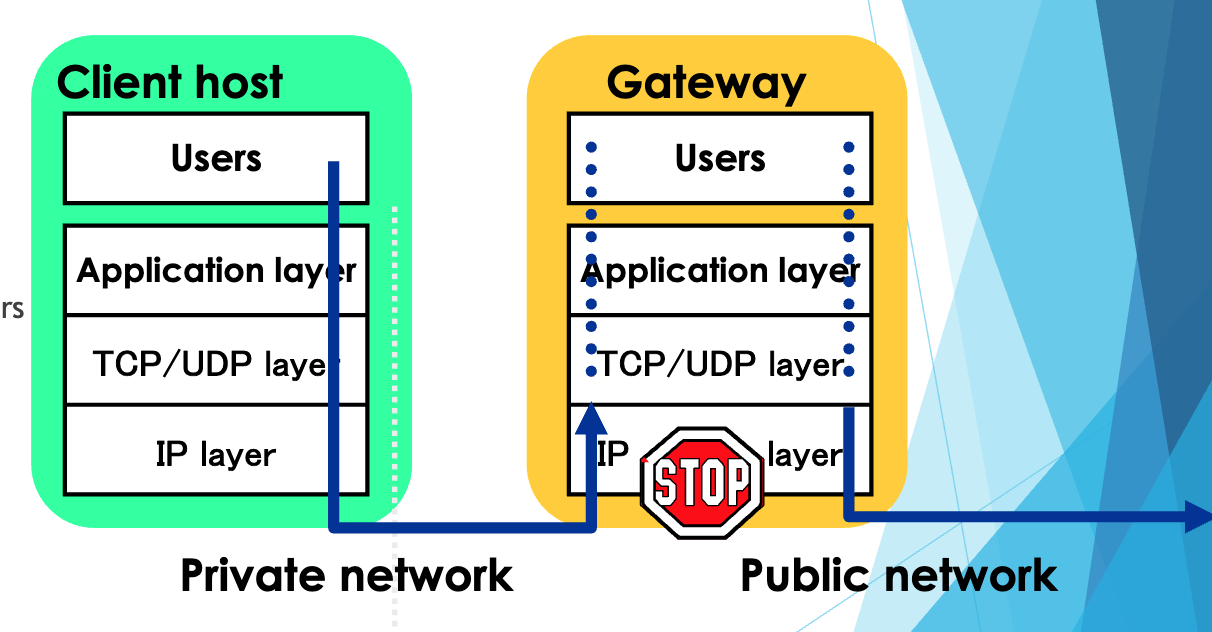 Client host
Users
Application layer
TCP/UDP layer
IP layer
rs
Gateway
Users
Application layer
TCP/UDP layer
IP layer
STOP
Private network
Public network